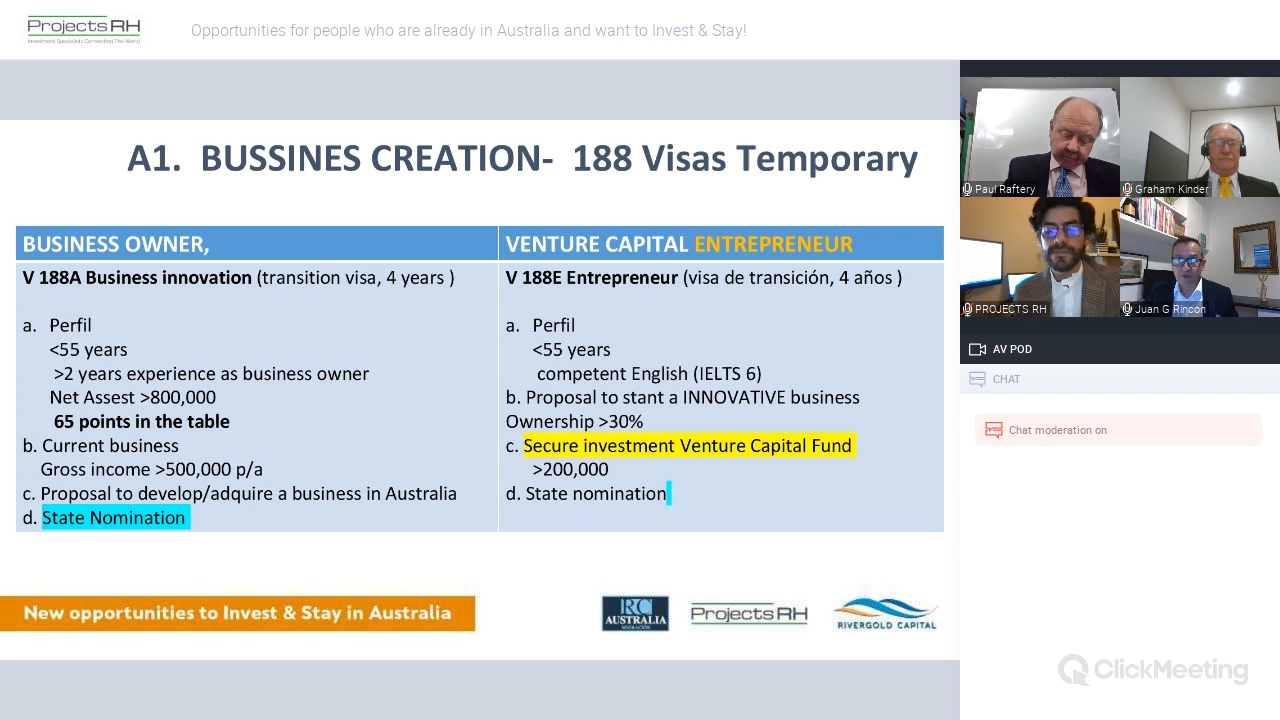 ProjectsRH
Investment Specialists Connecting The World
Opportunities for people who are already in Australia and want to Invest & Stay!
A1. BUSSINES CREATION- 188 Visas Temporary
BUSINESS OWNER,
V 188A Business innovation (transition visa, 4 years )
a. Perfil
<55 years
>2 years experience as business owner
Net Assest >800,000
65 points in the table
b. Current business
Gross income >500,000 p/a
c. Proposal to develop/adquire a business in Australia
d. State Nomination
VENTURE CAPITAL ENTREPRENEUR
V 188E Entrepreneur (visa de transición, 4 años )
a. Perfil
<55 years
competent English (IELTS 6)
b. Proposal to stant a INNOVATIVE business
Ownership >30%
c. Secure investment Venture Capital Fund
>200,000
d. State nomination
New opportunities to Invest & Stay in Australia
RC
AUSTRALIA
MIGRACIÓN
ProjectsRH
RIVERGOLD CAPITAL
Paul Raftery
Graham Kinder
PROJECTS RH
Juan G Rincon
AV POD
CHAT
Chat moderation on
ClickMeeting